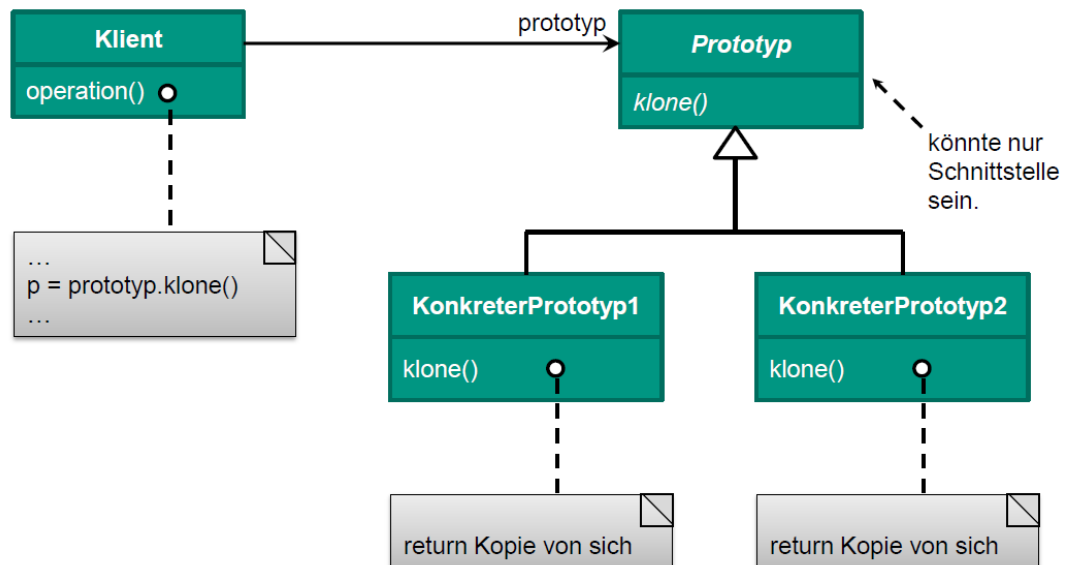 Klient
operation()
prototyp
Prototyp
klone()
könnte nur
Schnittstelle
sein.
…
p = prototyp.klone()
…
KonkreterPrototyp1
klone()
KonkreterPrototyp2
klone()
return Kopie von sich
return Kopie von sich